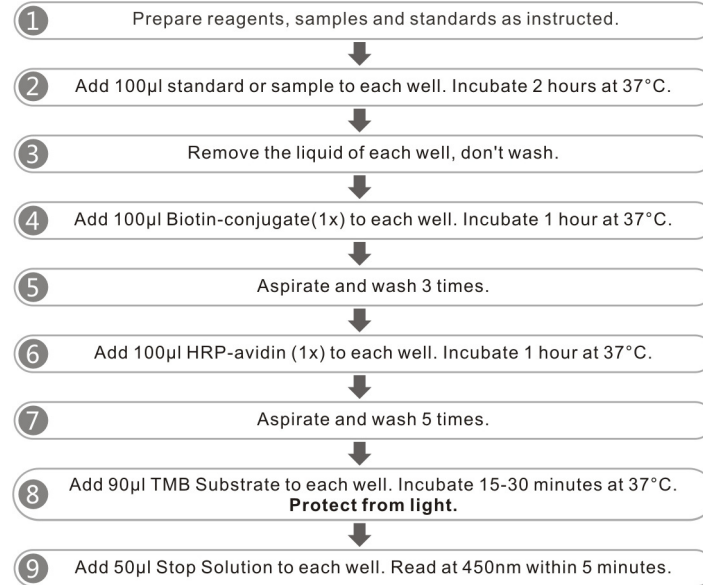 1 Prepare reagents, samples and standards as instructed.
2 Add 100μl standard or sample to each well. Incubate 2 hours at 37°C.
3 Remove the liquid of each well, don't wash.
4 Add 100μl Biotin-conjugate(1x) to each well. Incubate 1 hour at 37°C.
5 Aspirate and wash 3 times.
6 Add 100μl HRP-avidin (1x) to each well. Incubate 1 hour at 37°C.
7 Aspirate and wash 5 times.
8 Add 90μl TMB Substrate to each well. Incubate 15-30 minutes at 37°C.
Protect from light.
9 Add 50μl Stop Solution to each well. Read at 450nm within 5 minutes.